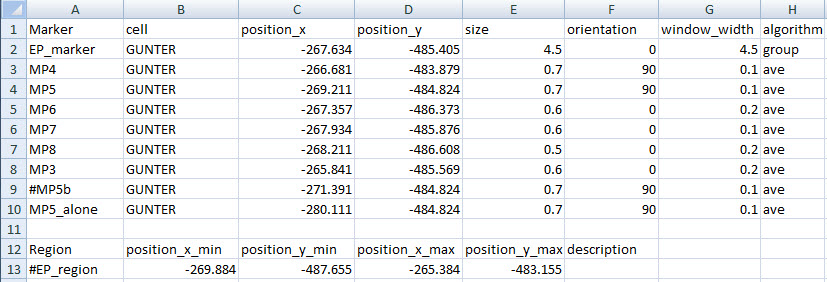 A B C D E F G H
1 Marker cell position_x position_y size orientation window_width algorithm
2 EP_marker GUNTER -267.634 -485.405 4.5 0 4.5 group
3 MP4 GUNTER -266.681 -483.879 0.7 90 0.1 ave
4 MP5 GUNTER -269.211 -484.824 0.7 90 0.1 ave
5 MP6 GUNTER -267.357 -486.373 0.6 0 0.2 ave
6 MP7 GUNTER -267.934 -485.876 0.6 0 0.1 ave
7 MP8 GUNTER -268.211 -486.608 0.5 0 0.2 ave
8 MP3 GUNTER -265.841 -485.569 0.6 0 0.2 ave
9 #MP5b GUNTER -271.391 -484.824 0.7 90 0.1 ave
10 MP5_alone GUNTER -280.111 -484.824 0.7 90 0.1 ave
11
12 Region position_x_min position_y_min position_x_max position_y_max description
13 #EP_region -269.884 -487.655 -265.384 -483.155